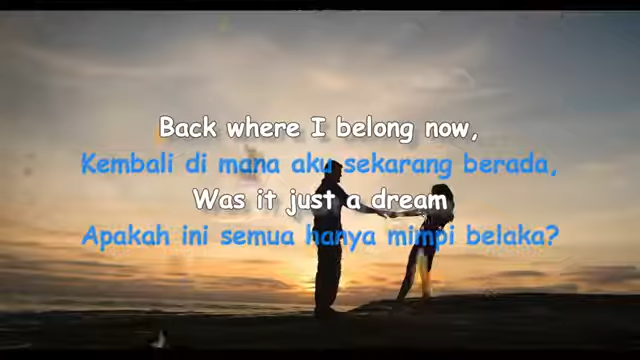 Back where I belong now,
Kembali di mana aku sekarang berada,
Was it just a dream
Apakah ini semua hanya mimpi belaka?